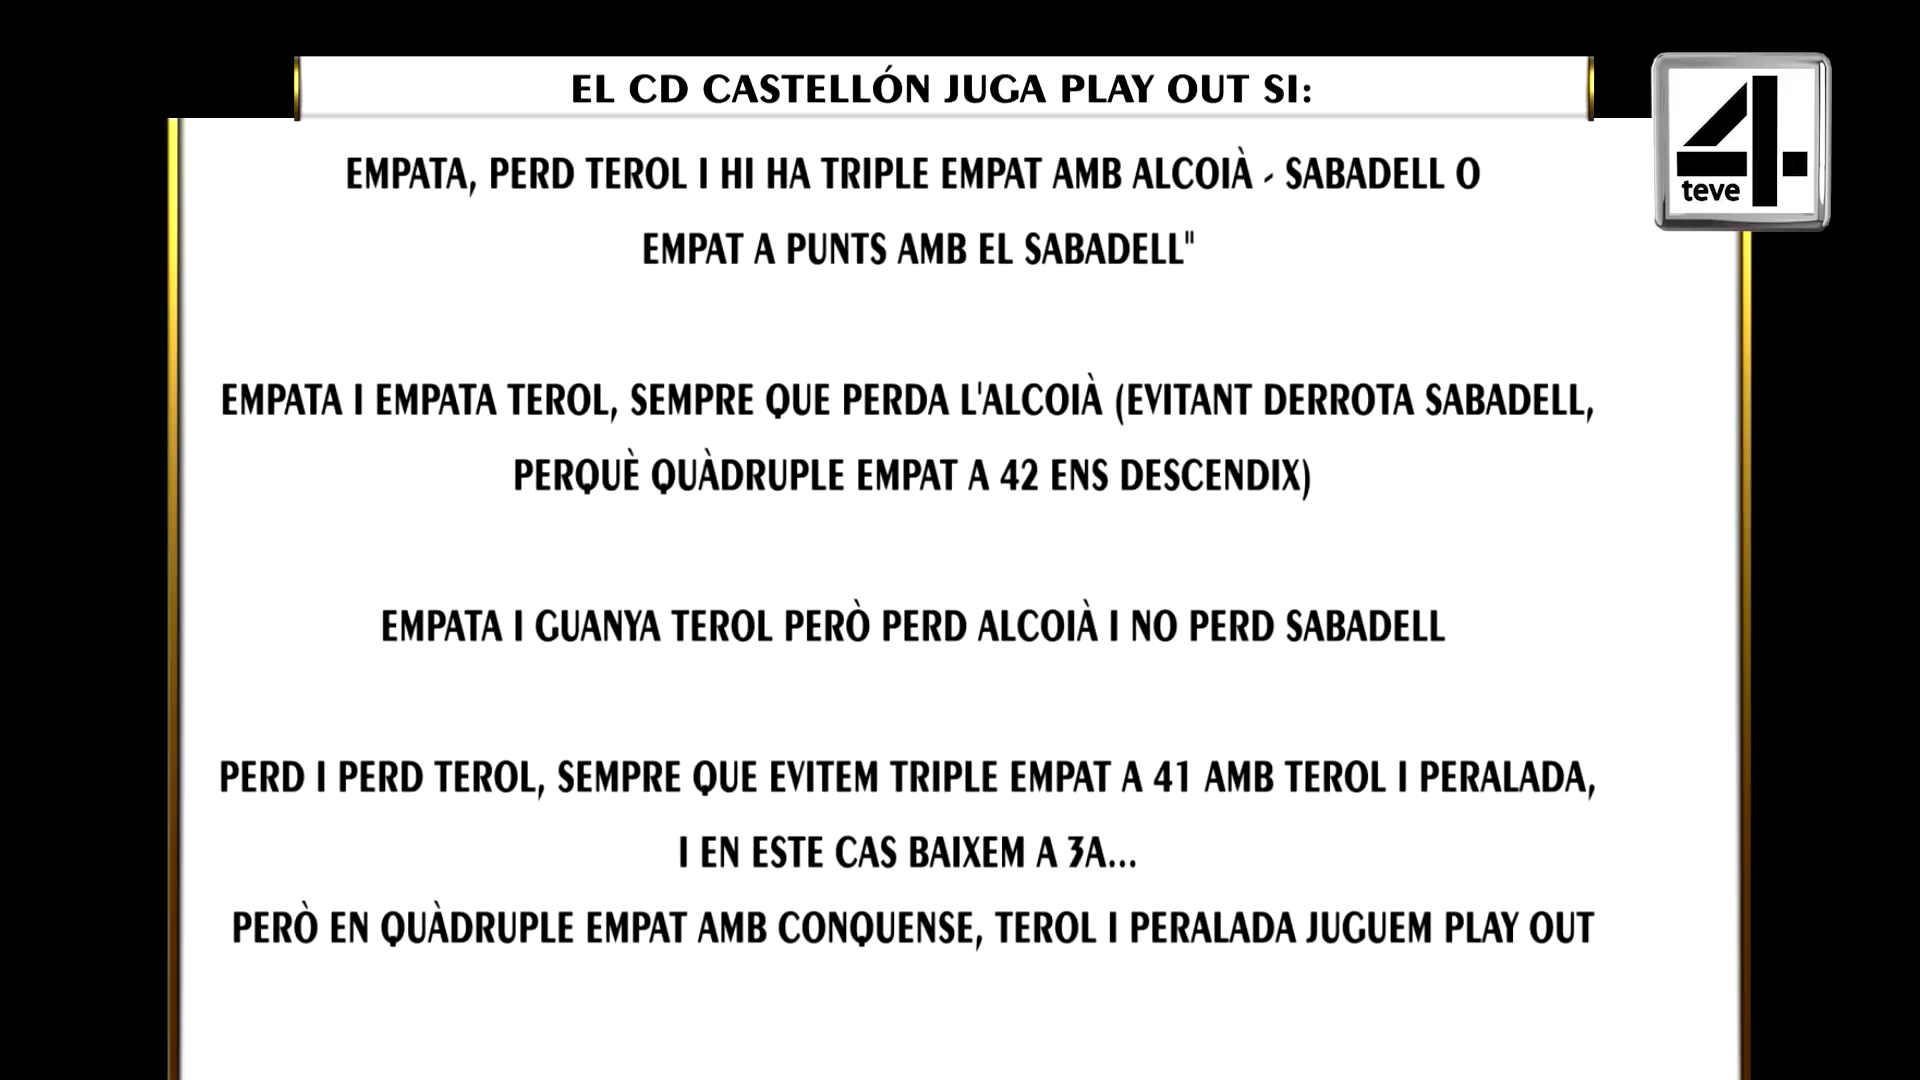 EL CD CASTELLÓN JUGA PLAY OUT SI:
4
teve
EMPATA, PERD TEROL I HI HA TRIPLE EMPAT AMB ALCOIÀ - SABADELL O
EMPAT A PUNTS AMB EL SABADELL"
EMPATA I EMPATA TEROL, SEMPRE QUE PERDA L'ALCOIÀ (EVITANT DERROTA SABADELL,
PERQUÈ QUÀDRUPLE EMPAT A 42 ENS DESCENDIX)
EMPATA I GUANYA TEROL PERÒ PERD ALCOIÀ I NO PERD SABADELL
PERD I PERD TEROL, SEMPRE QUE EVITEM TRIPLE EMPAT A 41 AMB TEROL I PERALADA,
I EN ESTE CAS BAIXEM A 3A...
PERÒ EN QUÀDRUPLE EMPAT AMB CONQUENSE, TEROL I PERALADA JUGUEM PLAY OUT